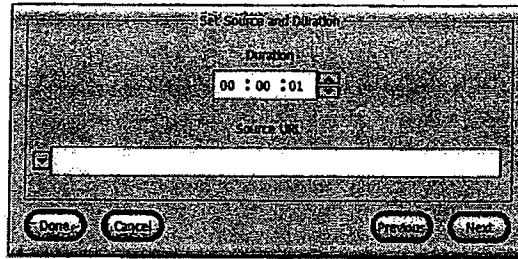 Set Source and Duration
Duration
00 : 00 : 01
Source URL
Done Cancel Previous Next